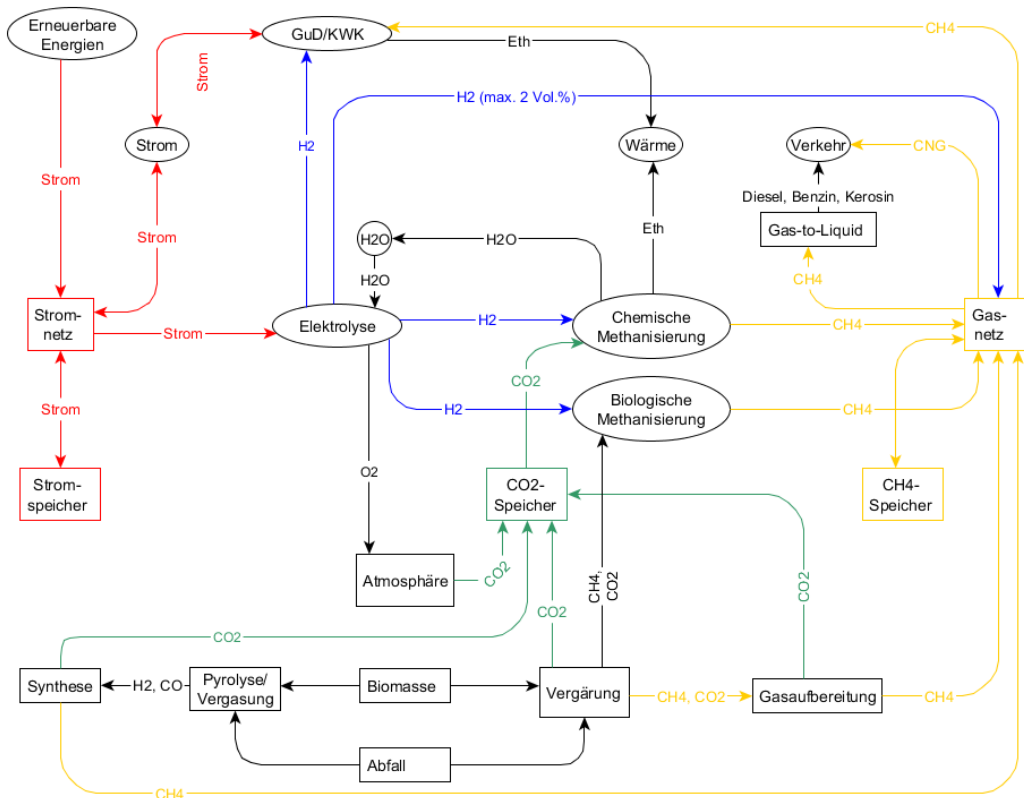 Erneuerbare
Energien
GuD/KWK
CH4
Eth
Strom
H2 (max. 2 Vol.%)
Strom
H2
Wärme
Verkehr
CNG
Strom
Diesel, Benzin, Kerosin
Strom
Eth
Gas-to-Liquid
H2O
H2O
H2O
CH4
Strom-
netz
Strom
Elektrolyse
H2
Chemische
Methanisierung
CH4
Gas-
netz
CO2
Strom
H2
Biologische
Methanisierung
CH4
O2
Strom-
speicher
CO2-
Speicher
CH4-
Speicher
Atmosphäre
CO2
CO2
CH4,
CO2
CO2
CO2
Synthese
H2, CO
Pyrolyse/
Vergasung
Biomasse
Vergärung
CH4, CO2
Gasaufbereitung
CH4
Abfall
CH4